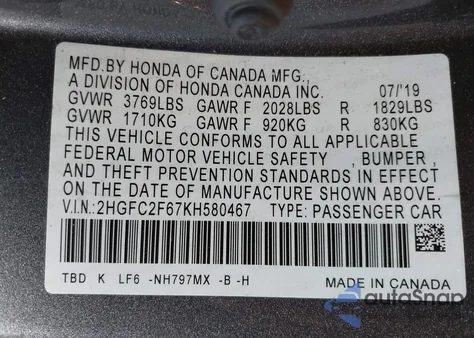 MFD.BY HONDA OF CANADA MFG.,
A DIVISION OF HONDA CANADA INC. 07/'19
GVWR 3769LBS GAWR F 2028LBS R 1829LBS
GVWR 1710KG GAWR F 920KG R 830KG
THIS VEHICLE CONFORMS TO ALL APPLICABLE
FEDERAL MOTOR VEHICLE SAFETY , BUMPER ,
AND THEFT PREVENTION STANDARDS IN EFFECT
ON THE DATE OF MANUFACTURE SHOWN ABOVE.
V.I.N.:2HGFC2F67KH580467 TYPE: PASSENGER CAR
TBD K LF6 -NH797MX -B -H MADE IN CANADA
autoSnap